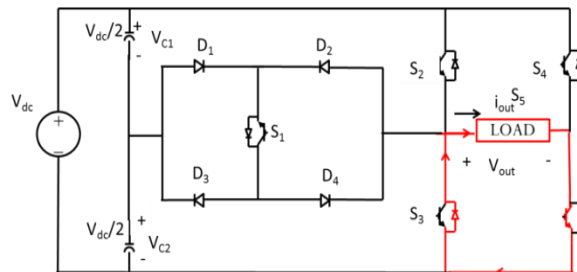 Vdc/2
+
VC1
-
D1
D2
S2
S4
Vdc
+
-
S1
iout
S5
LOAD
+
Vout
-
D3
D4
S3
Vdc/2
+
VC2
-